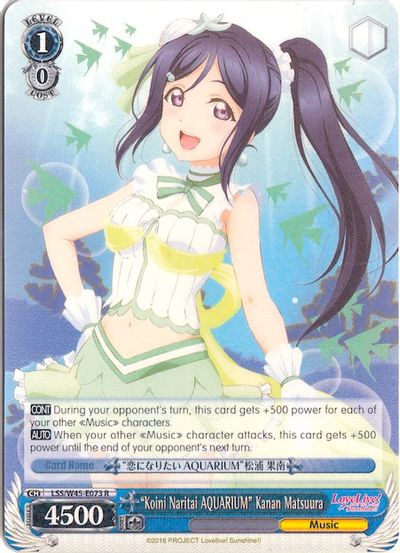 LEVEL
1
0
COST
CONT During your opponent's turn, this card gets +500 power for each of
your other «Music» characters.
AUTO When your other «Music» character attacks, this card gets +500
power until the end of your opponent's next turn.
Card Name "恋になりたい AQUARIUM" 松浦 果南
CH LSS/W45-E073 R
4500
"Koini Naritai AQUARIUM" Kanan Matsuura
LoveLive!
Music
©2016 PROJECT Lovelive! Sunshine!!